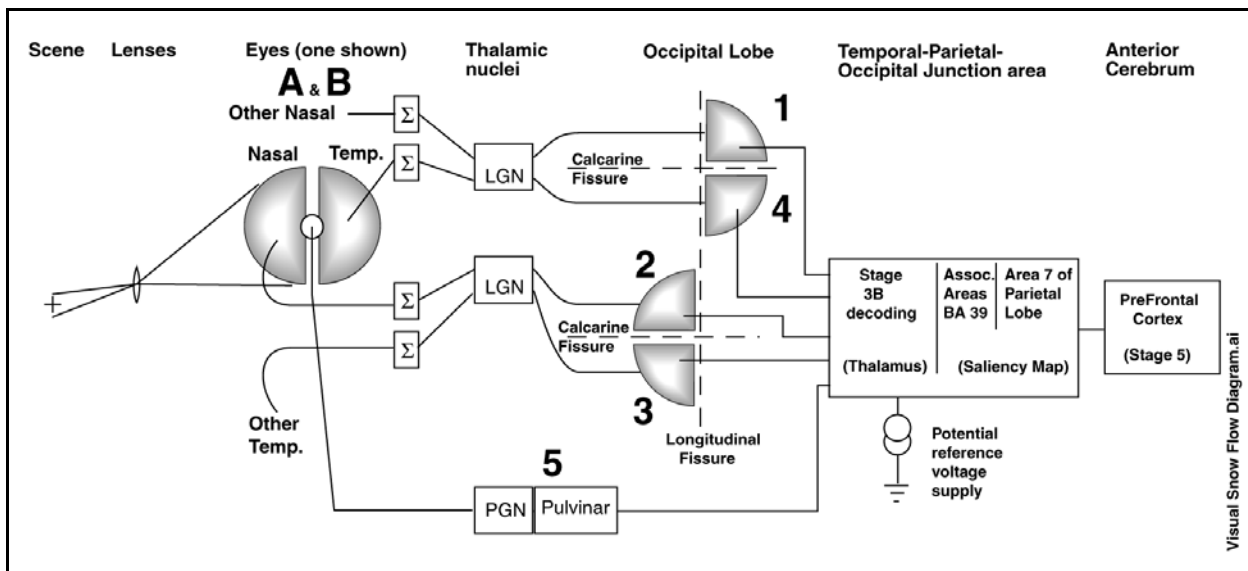 Scene
Lenses
Eyes (one shown)
Thalamic
nuclei
Occipital Lobe
Temporal-Parietal-
Occipital Junction area
Anterior
Cerebrum
A & B
Other Nasal
Σ
Nasal
Temp.
Σ
LGN
Calcarine
Fissure
1
4
Σ
LGN
2
Calcarine
Fissure
Σ
3
Other
Temp.
Longitudinal
Fissure
Stage
3B
decoding
(Thalamus)
Assoc.
Areas
BA 39
Area 7 of
Parietal
Lobe
(Saliency Map)
PreFrontal
Cortex
(Stage 5)
5
PGN
Pulvinar
Potential
reference
voltage
supply
Visual Snow Flow Diagram.ai